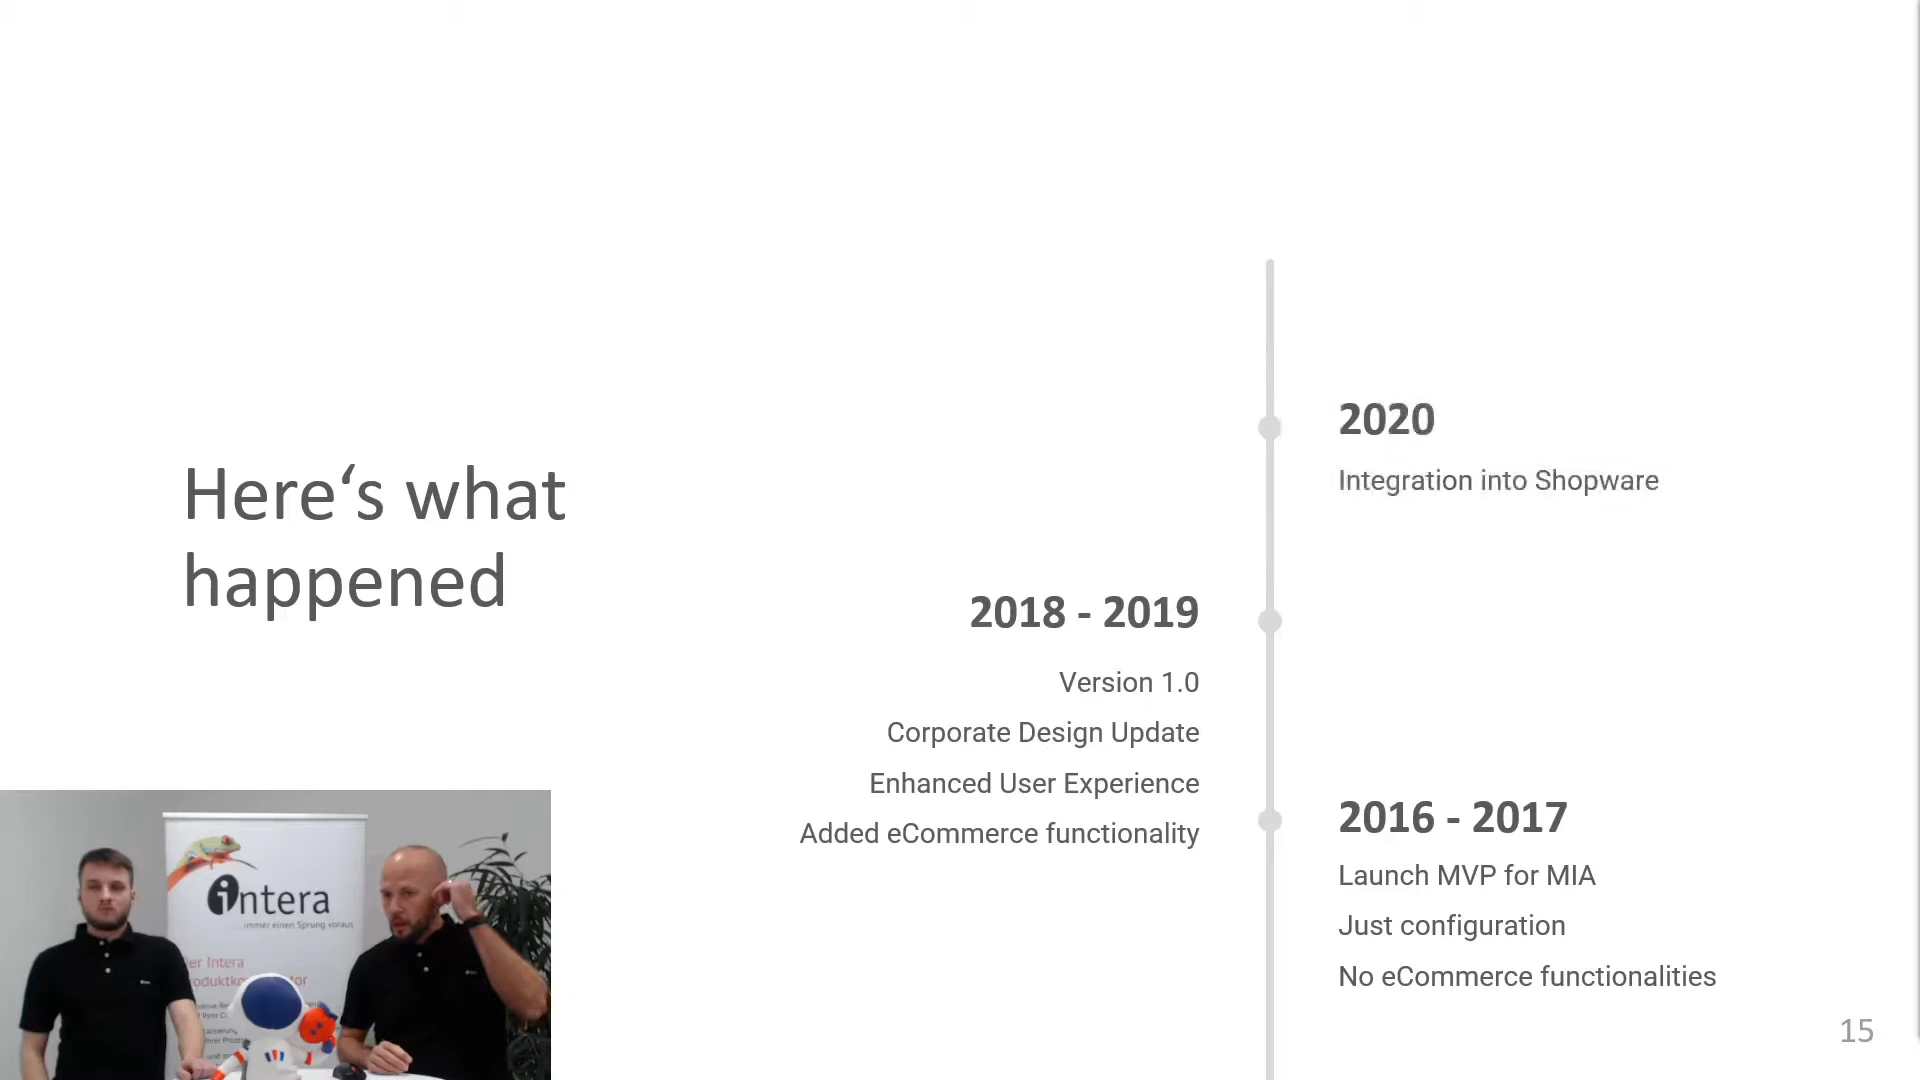 Here‘s what
happened
2020
Integration into Shopware
2018 - 2019
Version 1.0
Corporate Design Update
Enhanced User Experience
Added eCommerce functionality
2016 - 2017
Launch MVP for MIA
Just configuration
No eCommerce functionalities
15
intera
...immer einen Sprung voraus
Der Intera